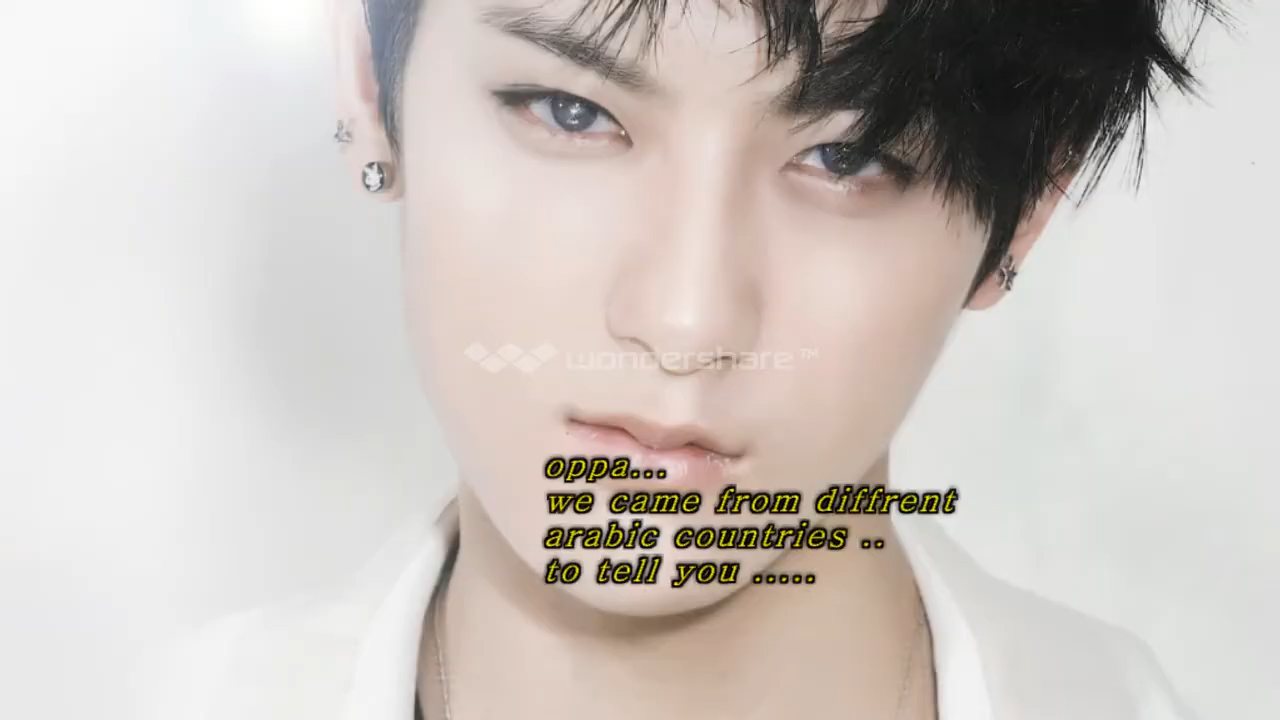 wondershare™
oppa...
we came from diffrent
arabic countries ..
to tell you .....